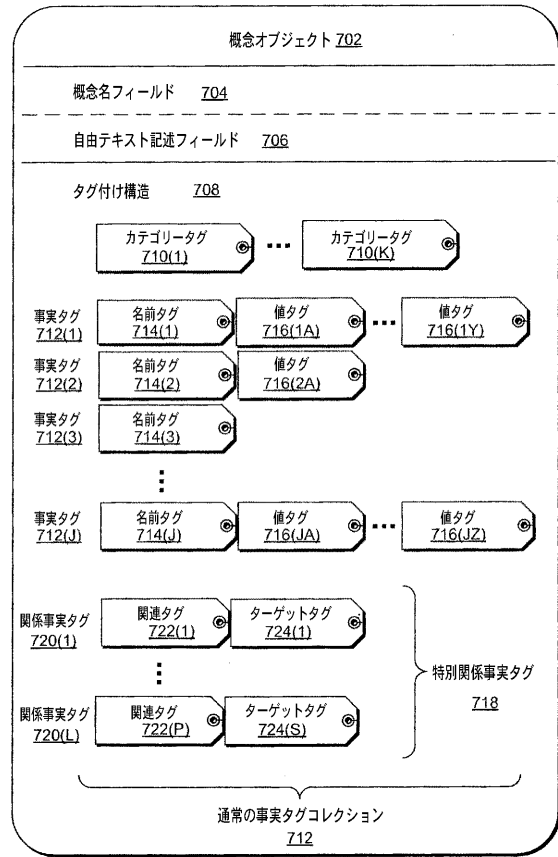 概念オブジェクト 702
概念名フィールド 704
自由テキスト記述フィールド 706
タグ付け構造 708
カテゴリータグ 710(1) ••• カテゴリータグ 710(K)
事実タグ 712(1) 名前タグ 714(1) 値タグ 716(1A) ••• 値タグ 716(1Y)
事実タグ 712(2) 名前タグ 714(2) 値タグ 716(2A)
事実タグ 712(3) 名前タグ 714(3)
事実タグ 712(J) 名前タグ 714(J) 値タグ 716(JA) ••• 値タグ 716(JZ)
関係事実タグ 720(1) 関連タグ 722(1) ターゲットタグ 724(1)
特別関係事実タグ 718
関係事実タグ 720(L) 関連タグ 722(P) ターゲットタグ 724(S)
通常の事実タグコレクション
712